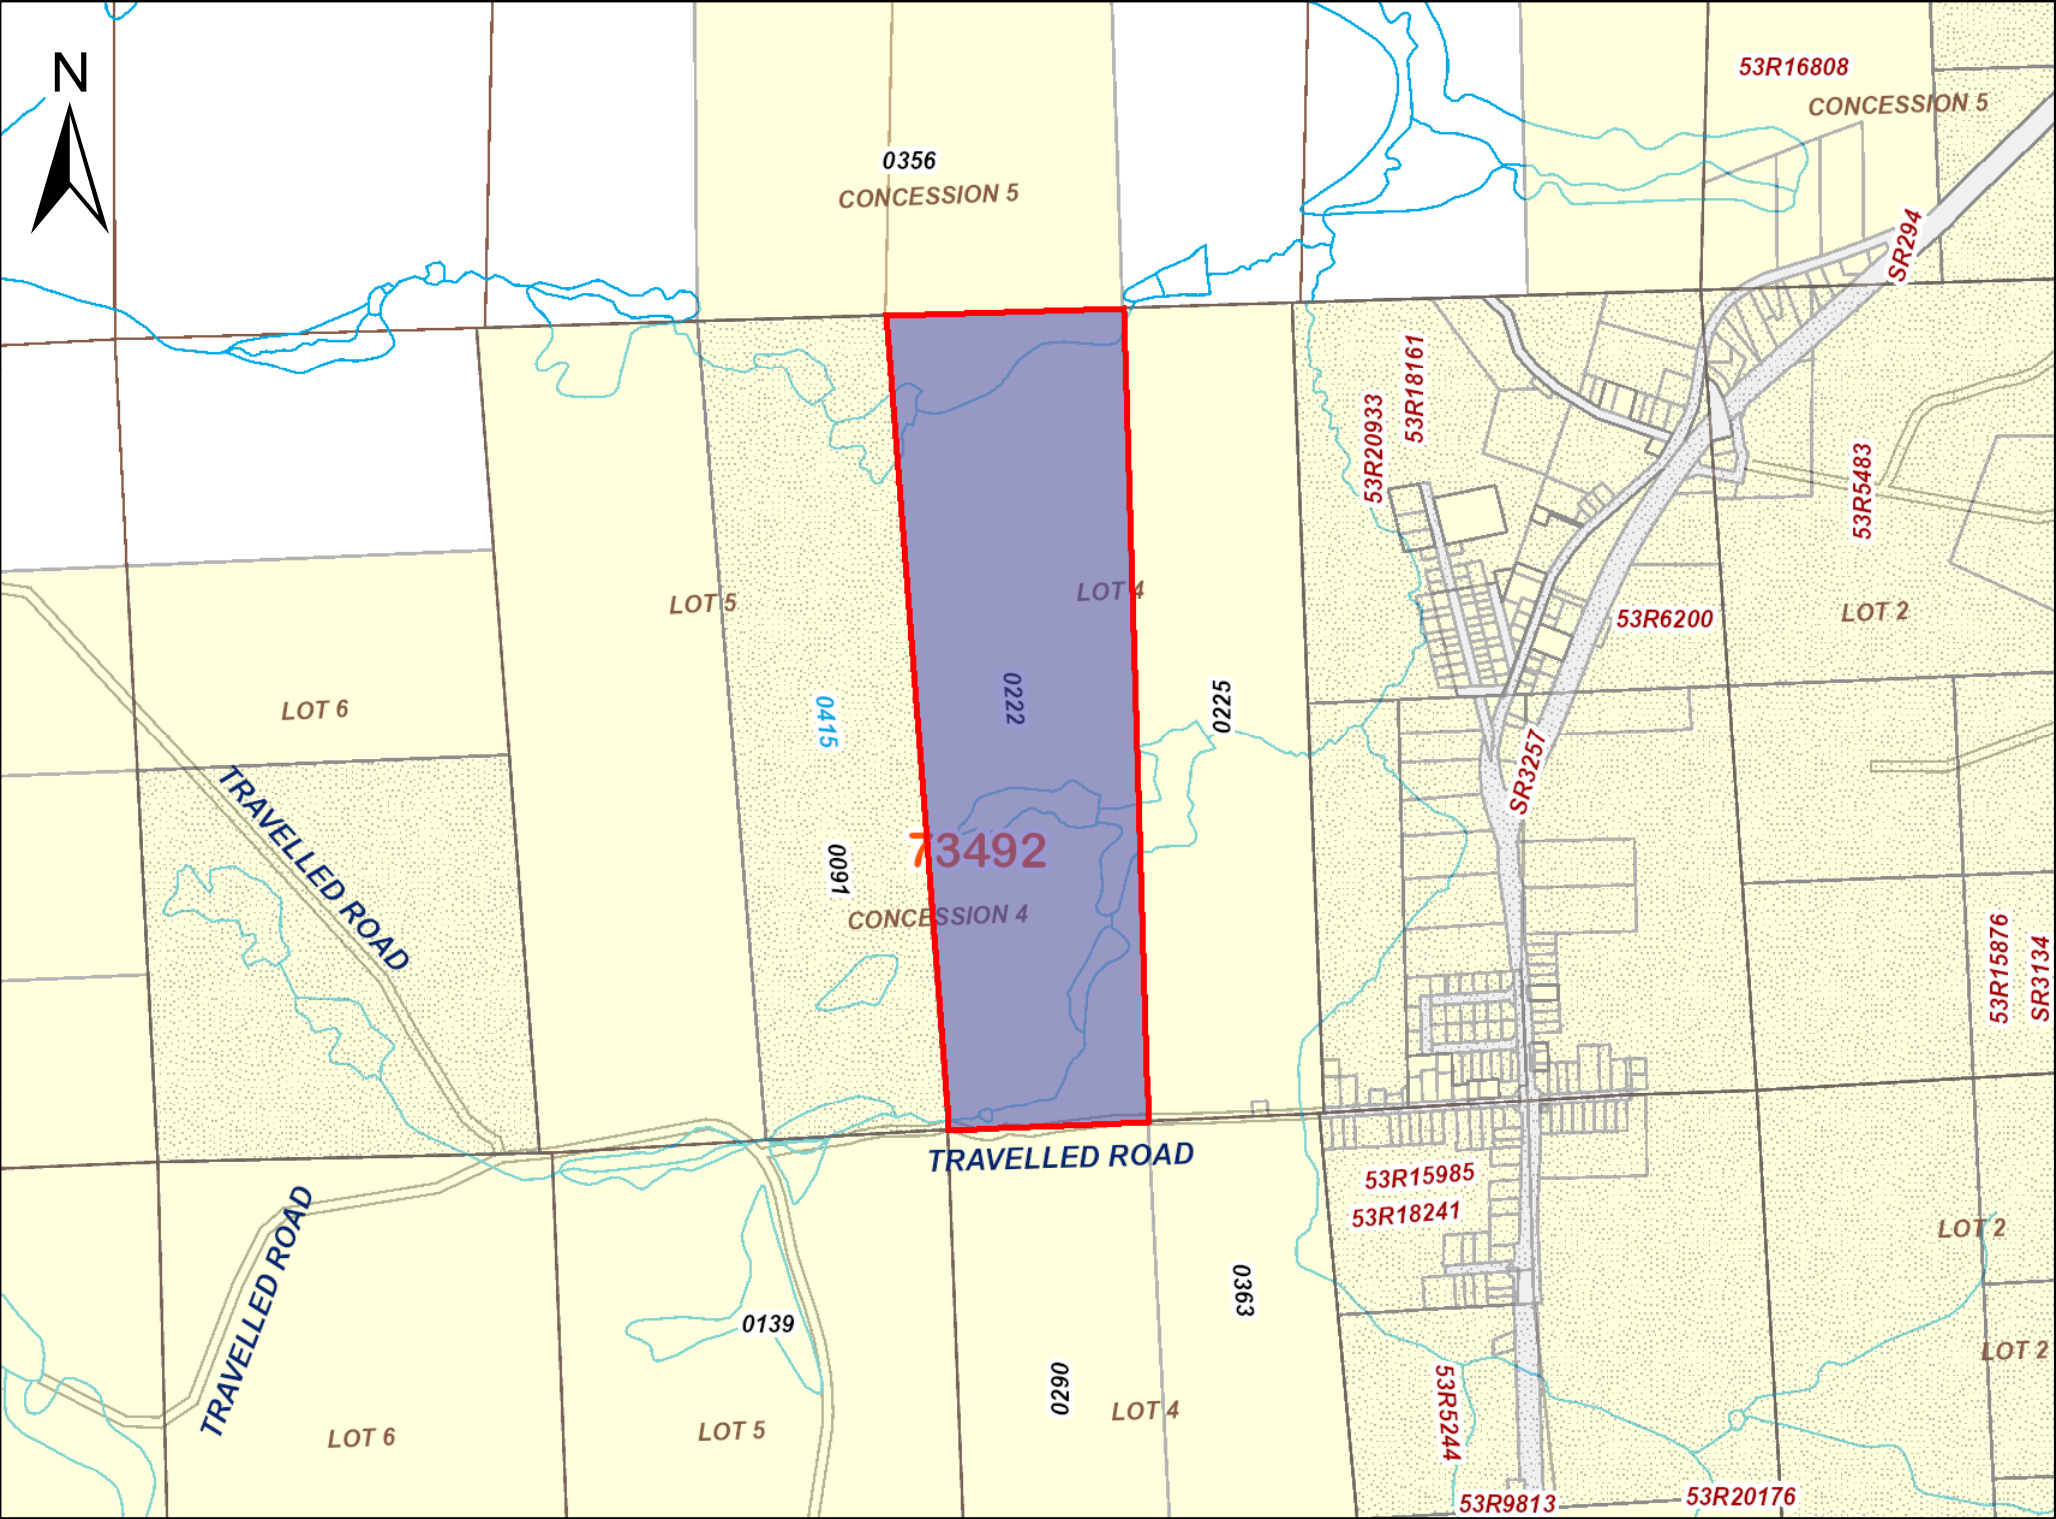 N
53R16808
CONCESSION 5
0356
CONCESSION 5
SR294
53R18161
53R20933
53R5483
LOT 4
LOT 5
53R6200
LOT 2
0222
0225
LOT 6
0415
SR3257
TRAVELLED ROAD
73492
0091
CONCESSION 4
53R15876
SR3134
TRAVELLED ROAD
53R15985
53R18241
TRAVELLED ROAD
LOT 2
0363
0139
LOT 2
0290
53R5244
LOT 4
LOT 5
LOT 6
53R9813
53R20176